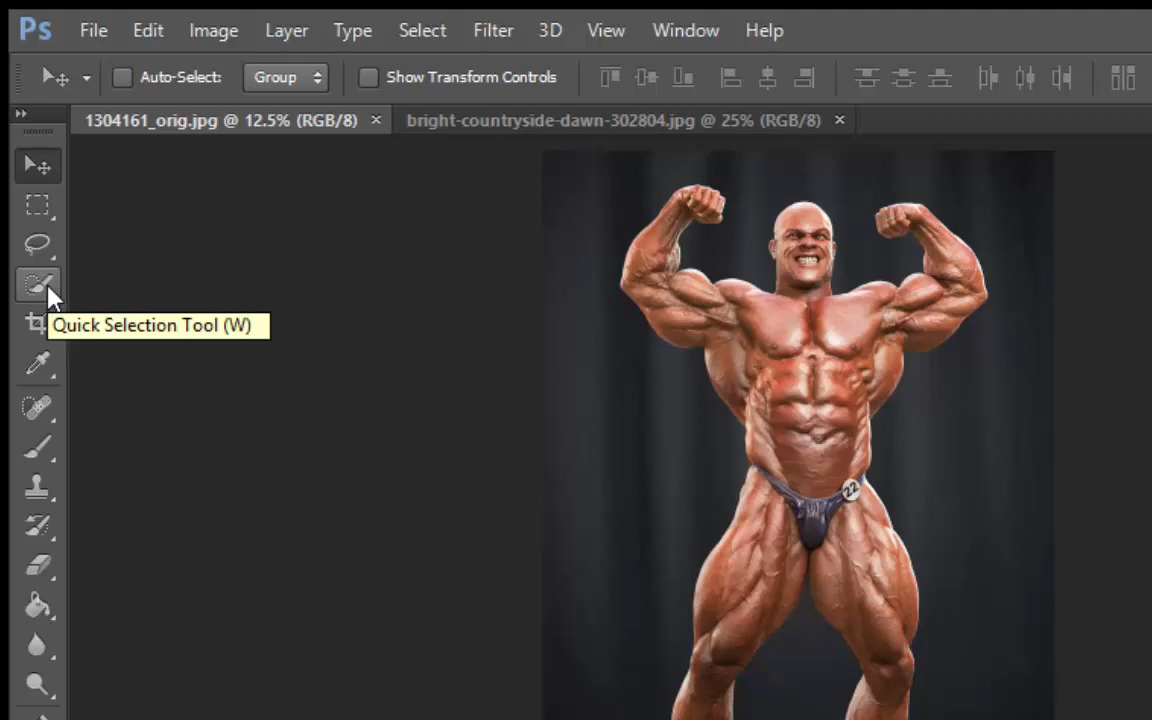 Ps File Edit Image Layer Type Select Filter 3D View Window Help
Auto-Select: Group Show Transform Controls
1304161_orig.jpg @ 12.5% (RGB/8) × bright-countryside-dawn-302804.jpg @ 25% (RGB/8) ×
Quick Selection Tool (W)
22